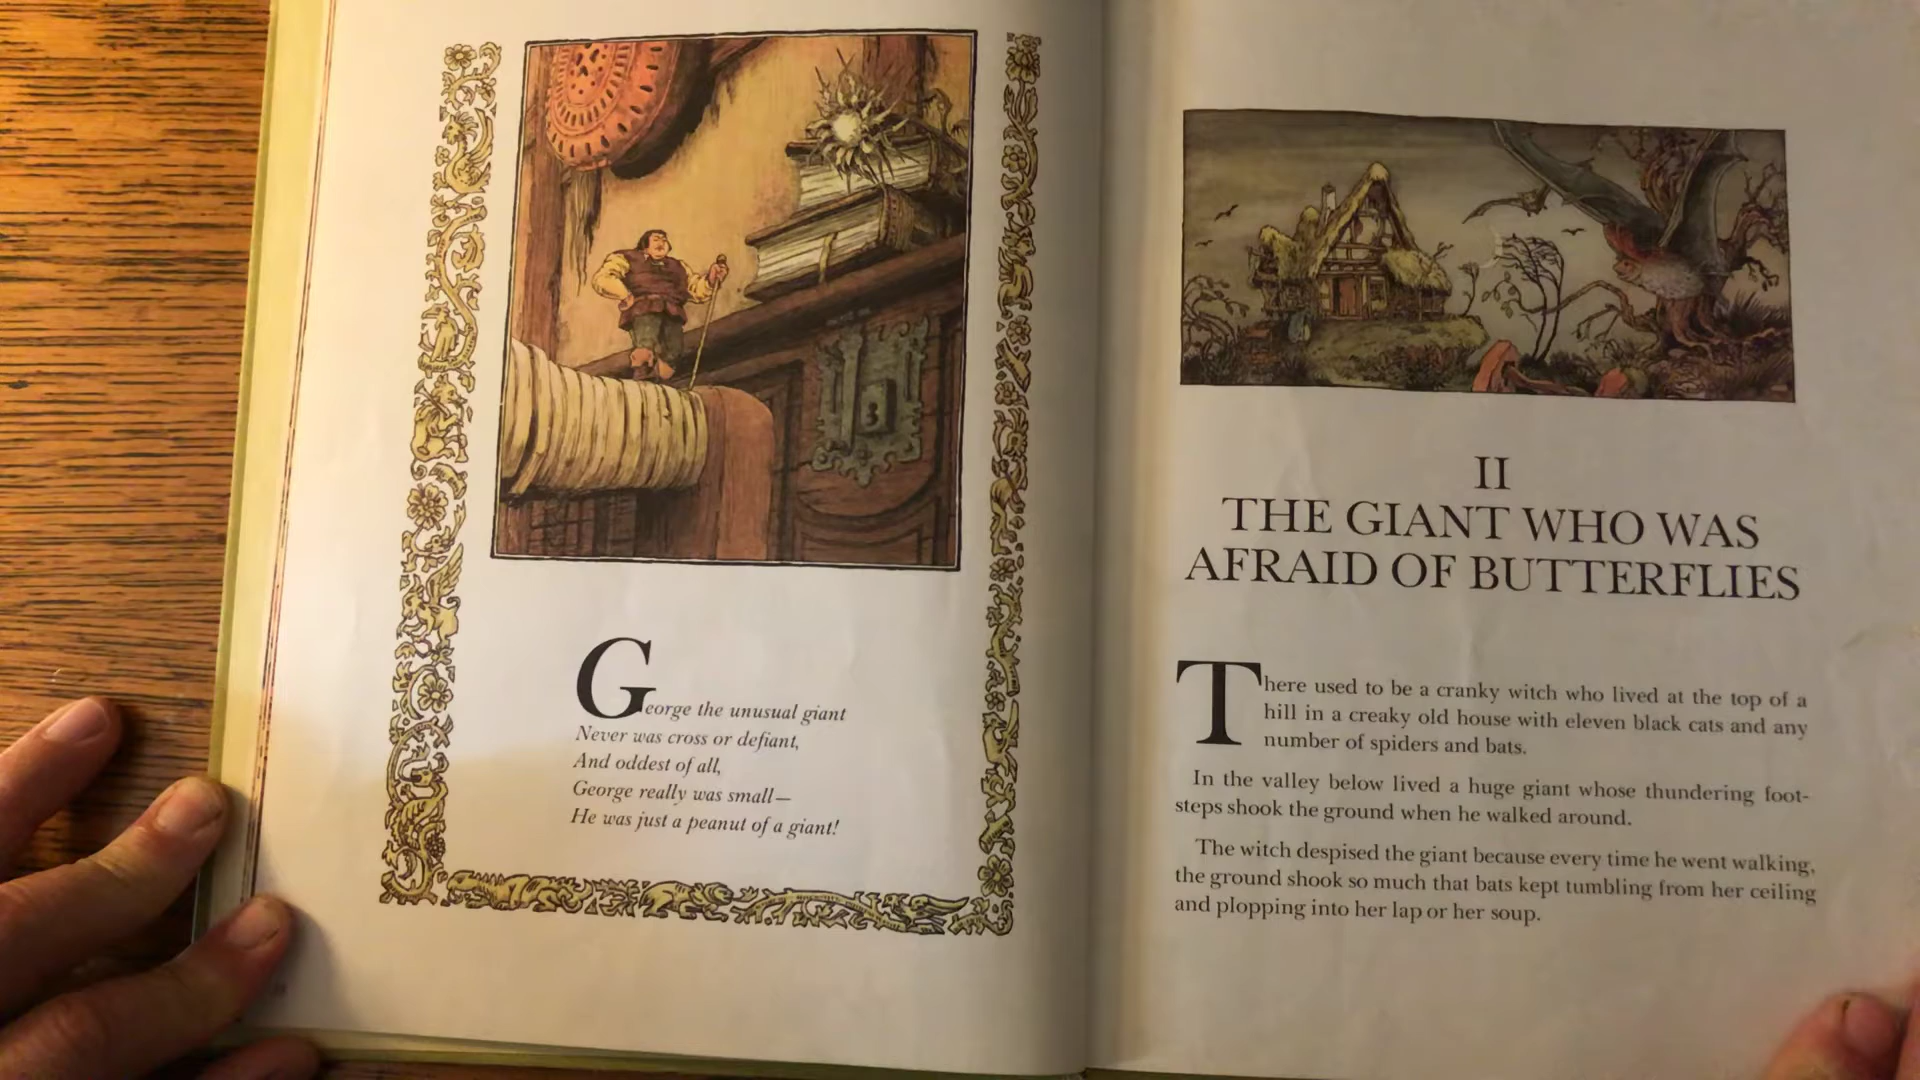 George the unusual giant
Never was cross or defiant,
And oddest of all,
George really was small—
He was just a peanut of a giant!
II
THE GIANT WHO WAS
AFRAID OF BUTTERFLIES
There used to be a cranky witch who lived at the top of a
hill in a creaky old house with eleven black cats and any
number of spiders and bats.
In the valley below lived a huge giant whose thundering foot-
steps shook the ground when he walked around.
The witch despised the giant because every time he went walking,
the ground shook so much that bats kept tumbling from her ceiling
and plopping into her lap or her soup.